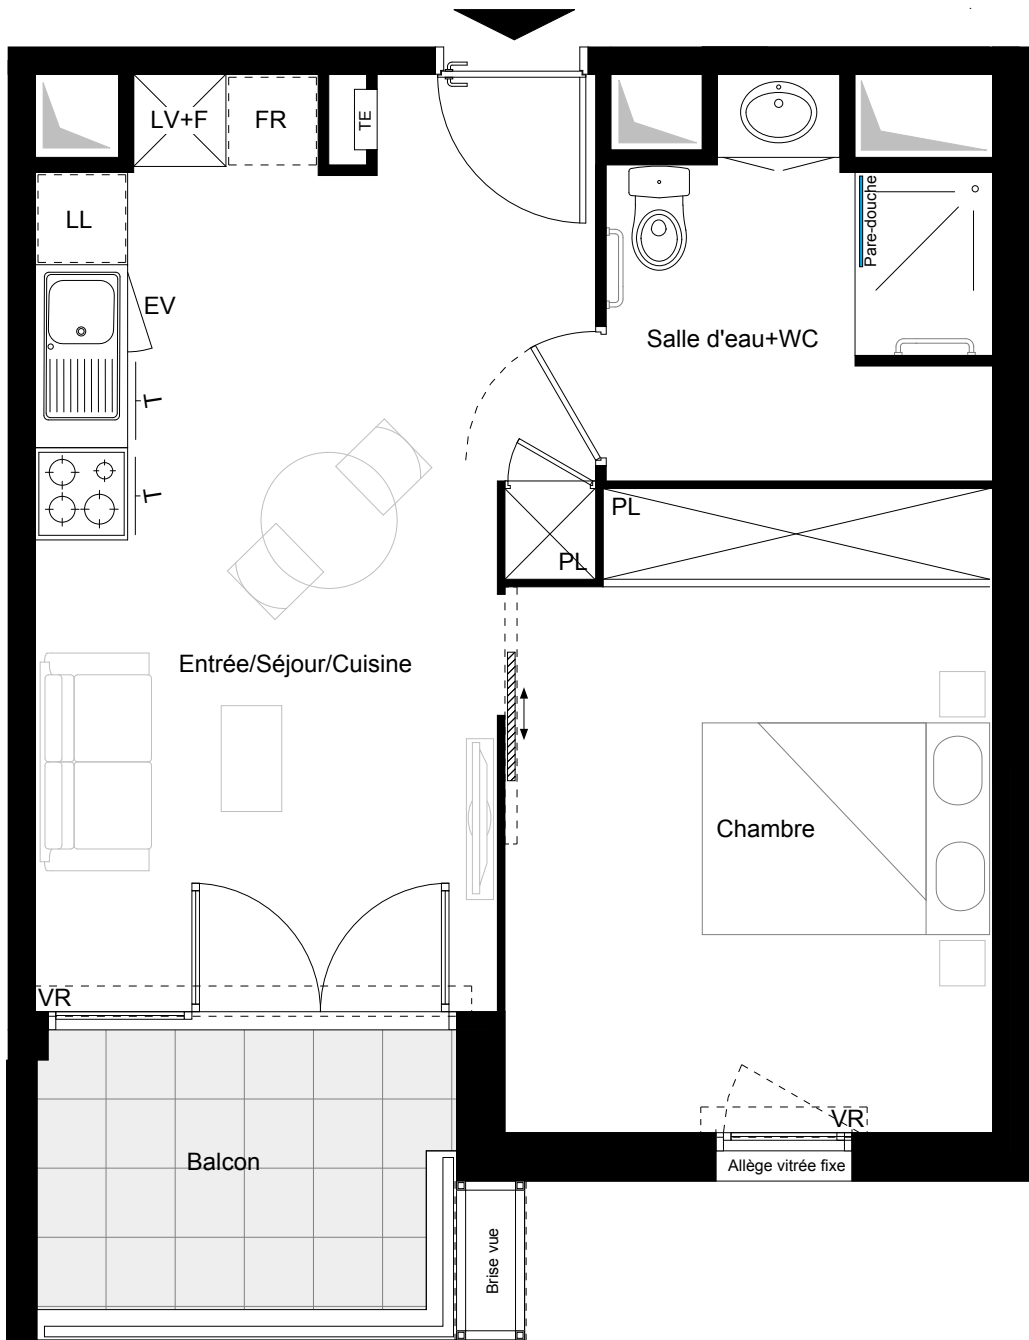 LV+F
FR
TE
LL
Pare-douche
EV
Salle d'eau+WC
T
T
PL
PL
Entrée/Séjour/Cuisine
Chambre
VR
VR
Balcon
Allège vitrée fixe
Brise vue